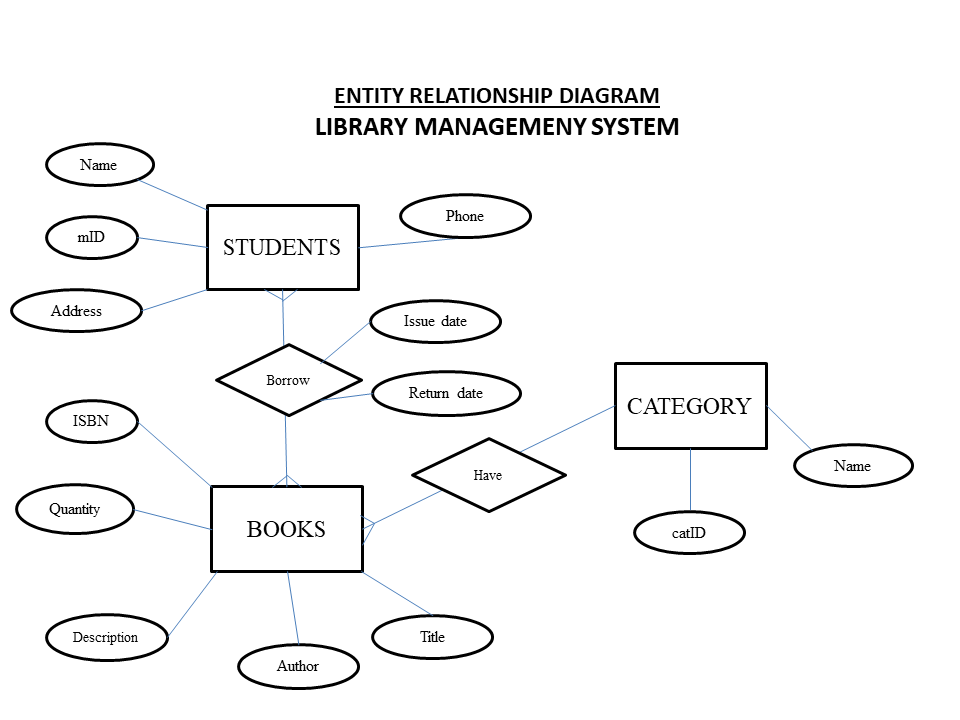 ENTITY RELATIONSHIP DIAGRAM
LIBRARY MANAGEMENY SYSTEM
Name
Phone
mID
STUDENTS
Address
Issue date
Borrow
Return date
ISBN
CATEGORY
Have
Name
Quantity
BOOKS
catID
Description
Title
Author